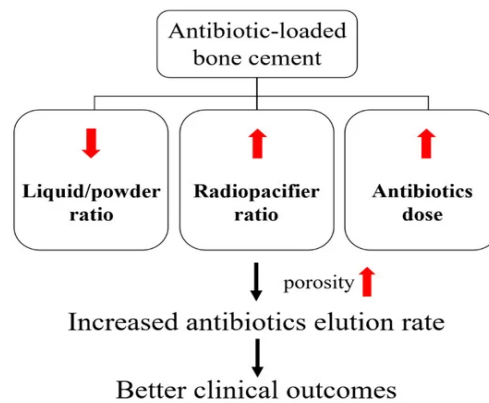 Antibiotic-loaded
bone cement
Liquid/powder
ratio
Radiopacifier
ratio
Antibiotics
dose
porosity
Increased antibiotics elution rate
Better clinical outcomes